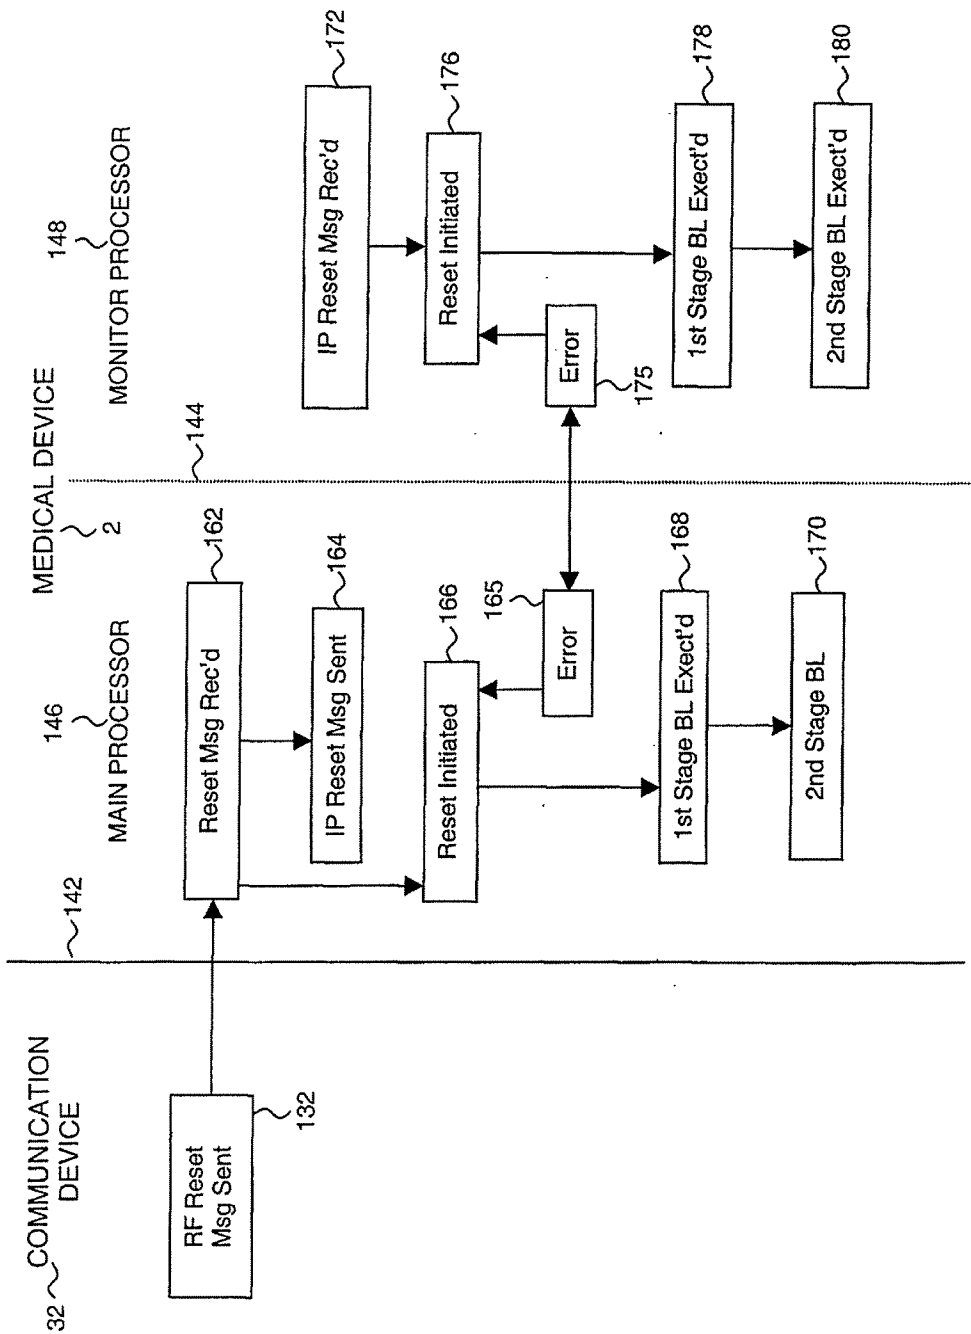 32 COMMUNICATION
DEVICE
RF Reset
Msg Sent
132
142
MEDICAL DEVICE
2
146
MAIN PROCESSOR
Reset Msg Rec'd
162
IP Reset Msg Sent
164
Reset Initiated
166
Error
165
1st Stage BL Exect'd
168
2nd Stage BL
170
144
148
MONITOR PROCESSOR
IP Reset Msg Rec'd
172
Reset Initiated
176
Error
175
1st Stage BL Exect'd
178
2nd Stage BL Exect'd
180